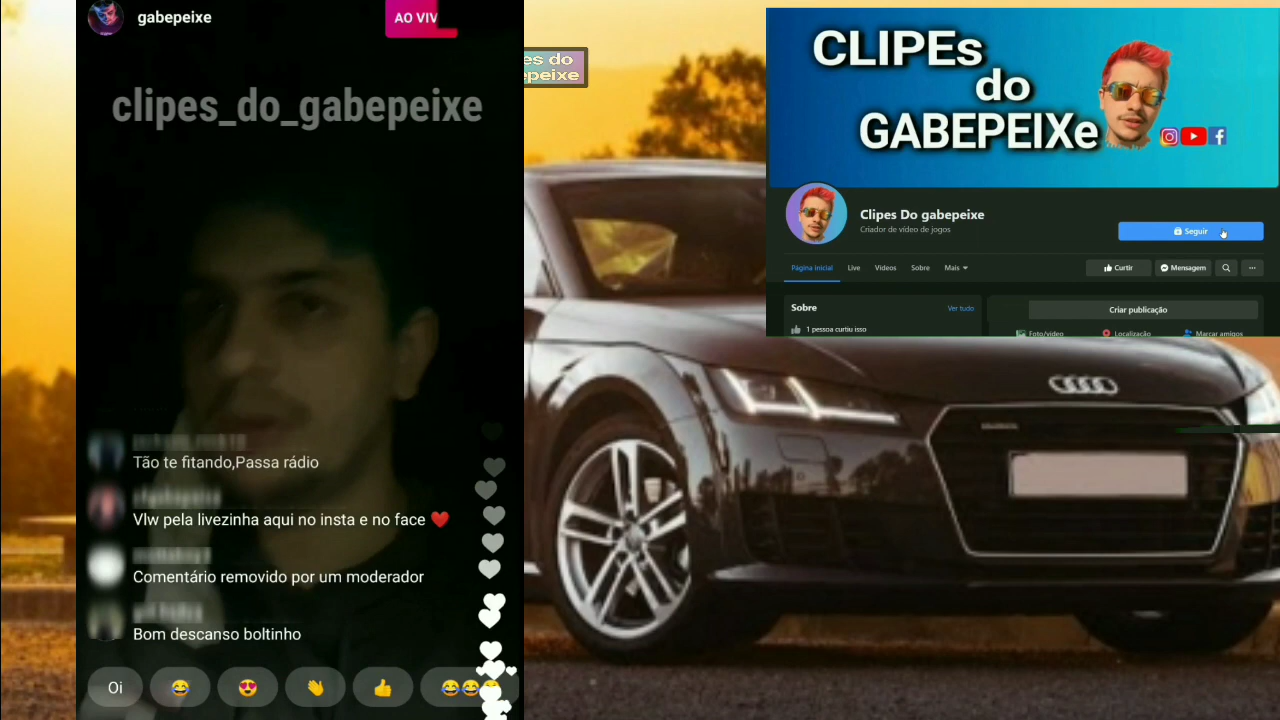 gabepeixe
AO VIV
clipes_do_gabepeixe
Tão te fitando,Passa rádio
Vlw pela livezinha aqui no insta e no face ❤️
Comentário removido por um moderador
Bom descanso boltinho
Oi 😂 😍 👏 👍 😂😂
es do
epeixe
CLIPEs
do
GABEPEIXe
Clipes Do gabepeixe
Criador de vídeo de jogos
Seguir
Página inicial Live Vídeos Sobre Mais
Curtir Mensagem
Sobre Ver tudo
1 pessoa curtiu isso
Criar publicação
Foto/vídeo Localização Marcar amigos